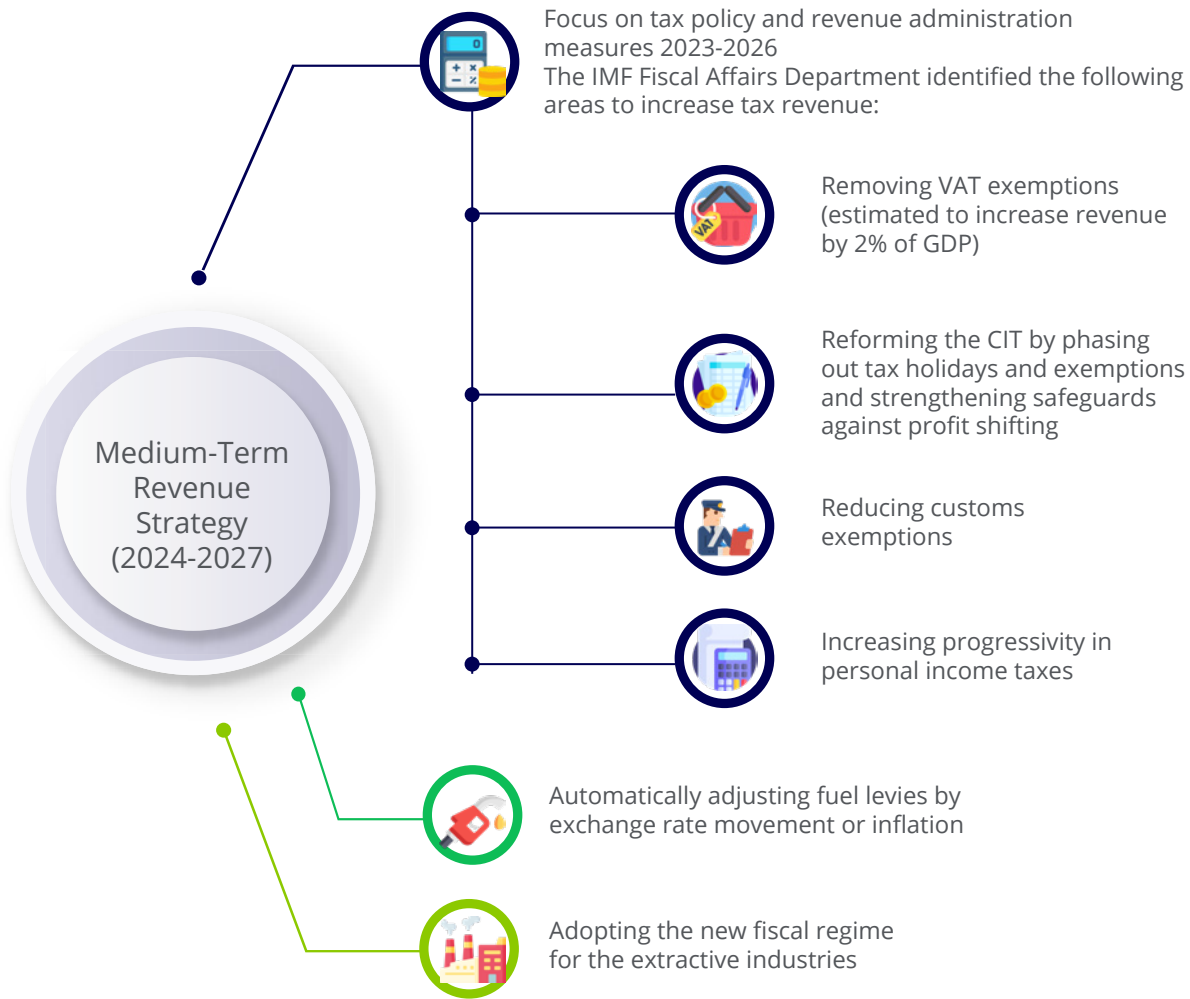 Focus on tax policy and revenue administration
measures 2023-2026
The IMF Fiscal Affairs Department identified the following
areas to increase tax revenue:
Removing VAT exemptions
(estimated to increase revenue
by 2% of GDP)
VAT
Reforming the CIT by phasing
out tax holidays and exemptions
and strengthening safeguards
against profit shifting
Medium-Term
Revenue
Strategy
(2024-2027)
Reducing customs
exemptions
Increasing progressivity in
personal income taxes
Automatically adjusting fuel levies by
exchange rate movement or inflation
Adopting the new fiscal regime
for the extractive industries